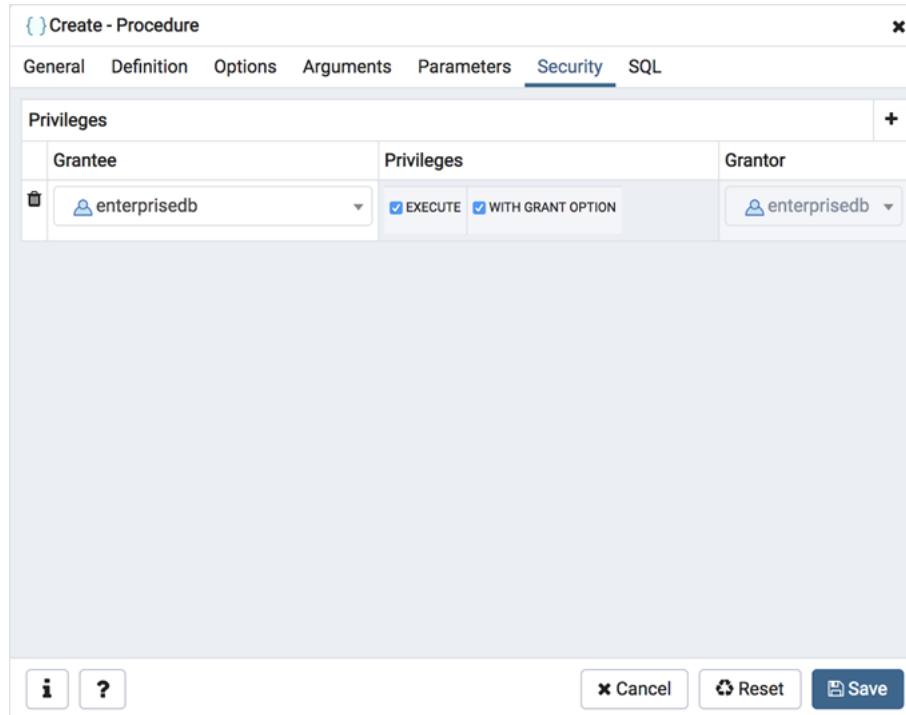 { } Create - Procedure
General Definition Options Arguments Parameters Security SQL
Privileges
Grantee Privileges Grantor
enterprisedb EXECUTE WITH GRANT OPTION enterprisedb
i ? Cancel Reset Save